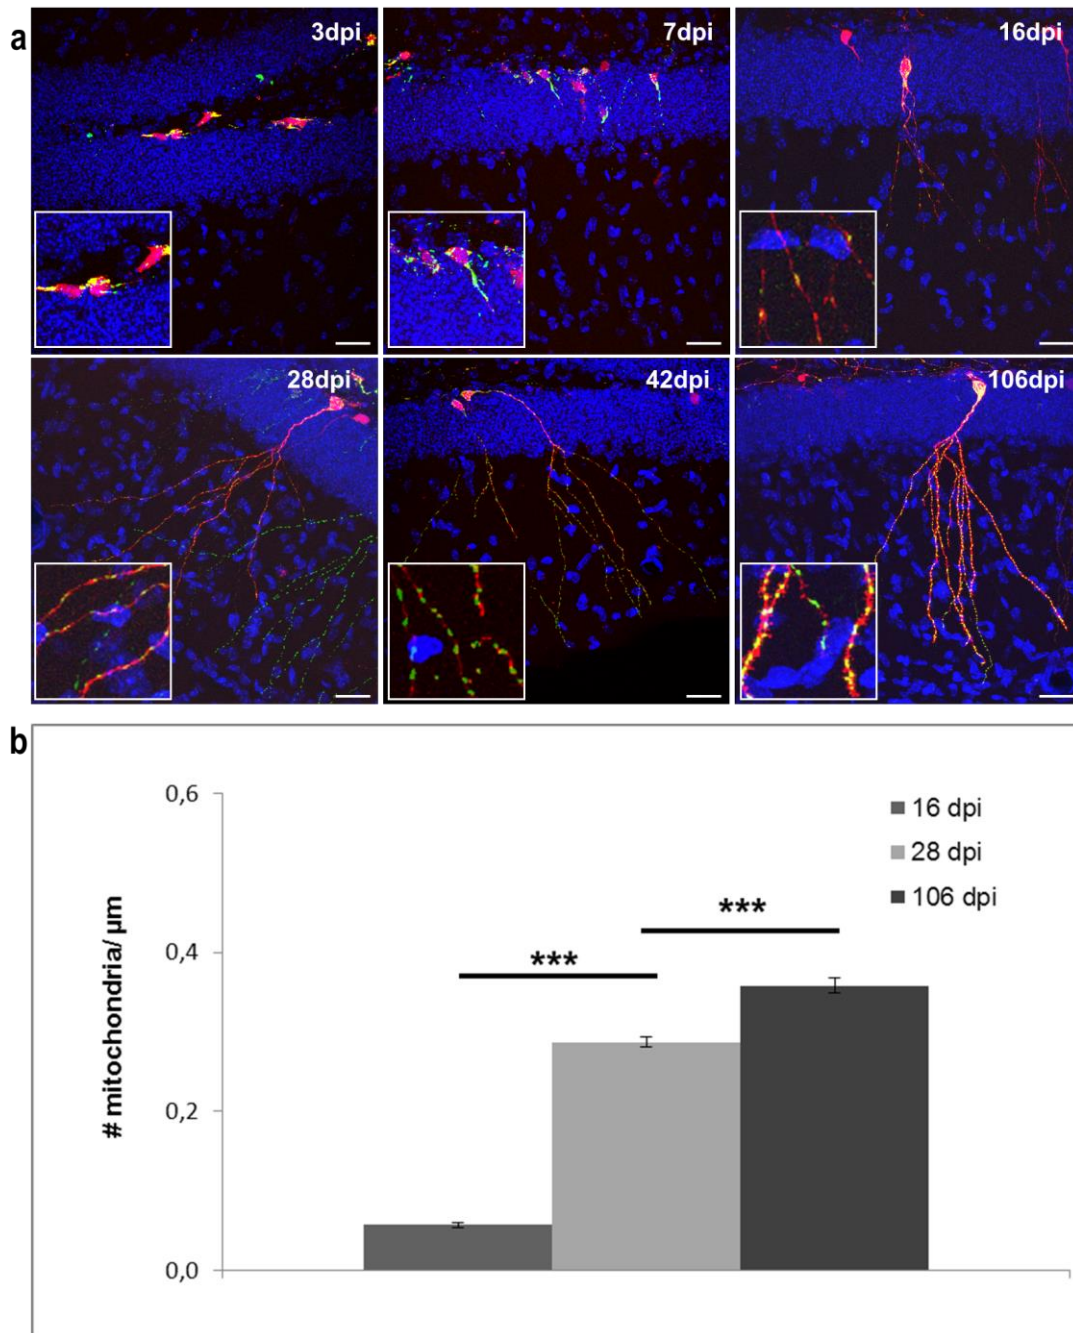 a
3dpi
7dpi
16dpi
28dpi
42dpi
106dpi
b
0,6
0,4
0,2
0,0
# mitochondria/ µm
***
***
16 dpi
28 dpi
106 dpi